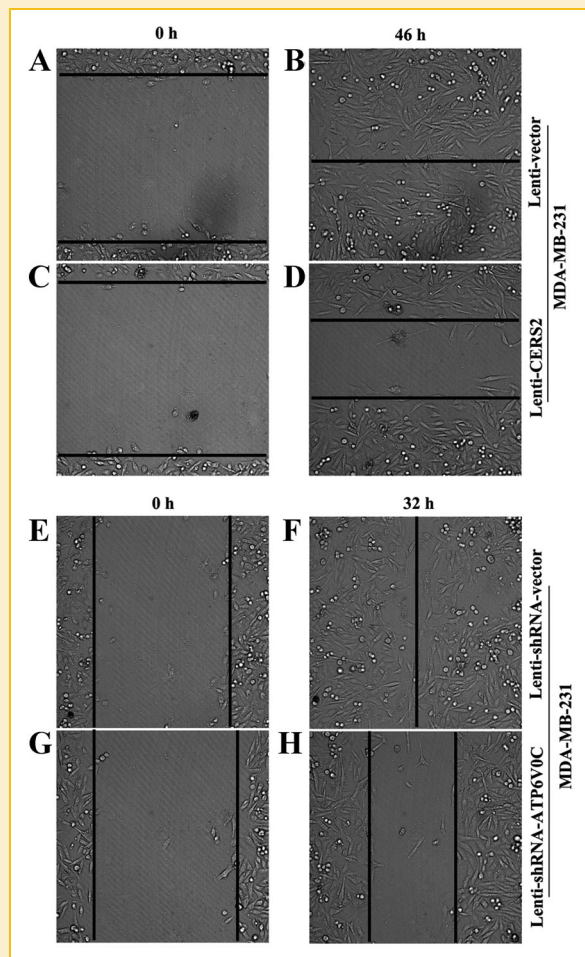 0 h
46 h
A
B
Lenti-vector
C
D
Lenti-CERS2
MDA-MB-231
0 h
32 h
E
F
Lenti-shRNA-vector
G
H
Lenti-shRNA-ATP6V0C
MDA-MB-231